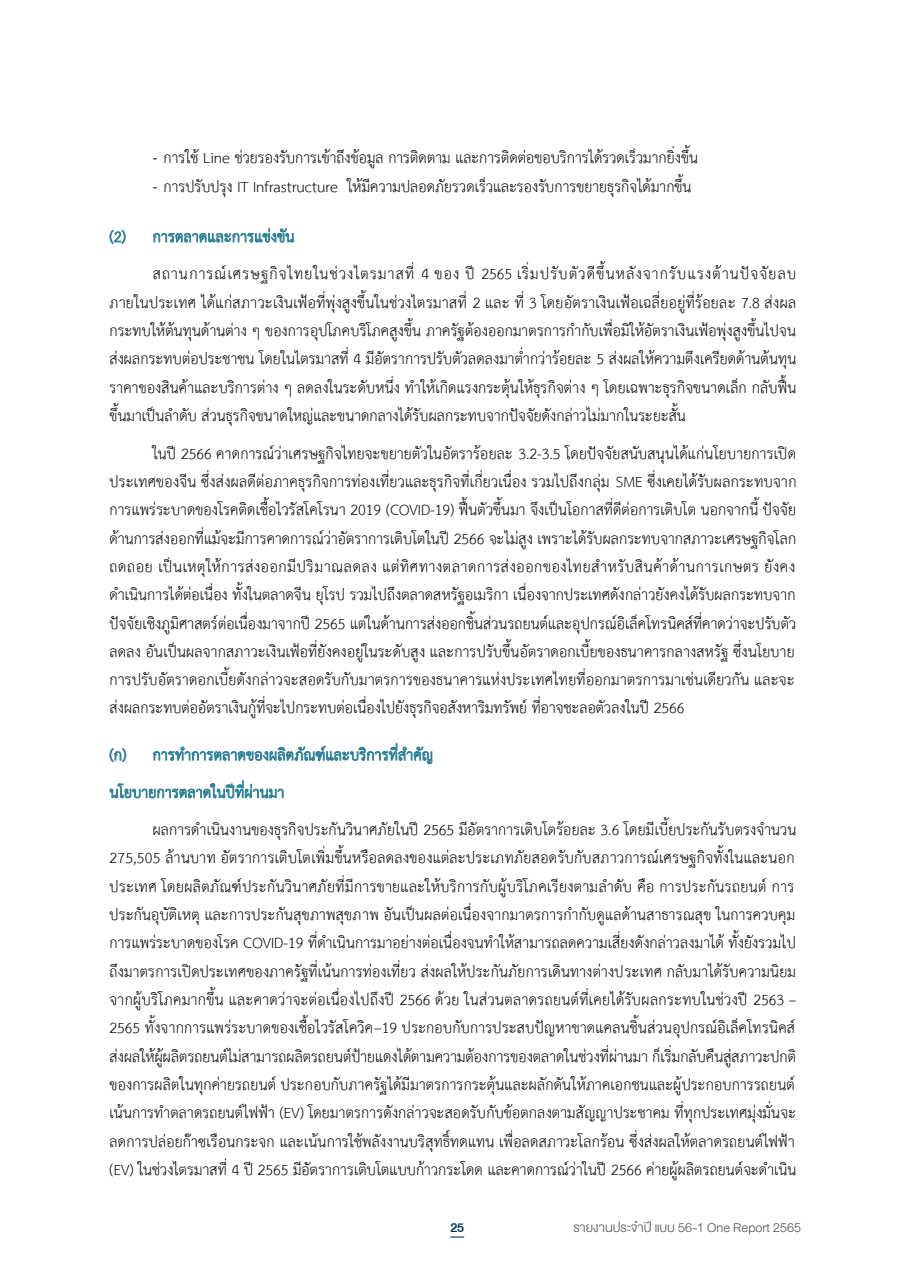 - การใช้ Line ช่วยรองรับการเข้าถึงข้อมูล การติดตาม และการติดต่อขอบริการได้รวดเร็วมากยิ่งขึ้น
- การปรับปรุง IT Infrastructure ให้มีความปลอดภัยรวดเร็วและรองรับการขยายธุรกิจได้มากขึ้น
(2) การตลาดและการแข่งขัน
สถานการณ์เศรษฐกิจไทยในช่วงไตรมาสที่ 4 ของ ปี 2565 เริ่มปรับตัวดีขึ้นหลังจากรับแรงต้านปัจจัยลบ
ภายในประเทศ ได้แก่สภาวะเงินเฟ้อที่พุ่งสูงขึ้นในช่วงไตรมาสที่ 2 และ ที่ 3 โดยอัตราเงินเฟ้อเฉลี่ยอยู่ที่ร้อยละ 7.8 ส่งผล
กระทบให้ต้นทุนด้านต่าง ๆ ของการอุปโภคบริโภคสูงขึ้น ภาครัฐต้องออกมาตรการกำกับเพื่อมิให้อัตราเงินเฟ้อพุ่งสูงขึ้นไปจน
ส่งผลกระทบต่อประชาชน โดยในไตรมาสที่ 4 มีอัตราการปรับตัวลดลงมาต่ำกว่าร้อยละ 5 ส่งผลให้ความตึงเครียดด้านต้นทุน
ราคาของสินค้าและบริการต่าง ๆ ลดลงในระดับหนึ่ง ทำให้เกิดแรงกระตุ้นให้ธุรกิจต่าง ๆ โดยเฉพาะธุรกิจขนาดเล็ก กลับฟื้น
ขึ้นมาเป็นลำดับ ส่วนธุรกิจขนาดใหญ่และขนาดกลางได้รับผลกระทบจากปัจจัยดังกล่าวไม่มากในระยะสั้น
ในปี 2566 คาดการณ์ว่าเศรษฐกิจไทยจะขยายตัวในอัตราร้อยละ 3.2-3.5 โดยปัจจัยสนับสนุนได้แก่นโยบายการเปิด
ประเทศของจีน ซึ่งส่งผลดีต่อภาคธุรกิจการท่องเที่ยวและธุรกิจที่เกี่ยวเนื่อง รวมไปถึงกลุ่ม SME ซึ่งเคยได้รับผลกระทบจาก
การแพร่ระบาดของโรคติดเชื้อไวรัสโคโรนา 2019 (COVID-19) ฟื้นตัวขึ้นมา จึงเป็นโอกาสที่ดีต่อการเติบโต นอกจากนี้ ปัจจัย
ด้านการส่งออกที่แม้จะมีการคาดการณ์ว่าอัตราการเติบโตในปี 2566 จะไม่สูง เพราะได้รับผลกระทบจากสภาวะเศรษฐกิจโลก
ถดถอย เป็นเหตุให้การส่งออกมีปริมาณลดลง แต่ทิศทางตลาดการส่งออกของไทยสำหรับสินค้าด้านการเกษตร ยังคง
ดำเนินการได้ต่อเนื่อง ทั้งในตลาดจีน ยุโรป รวมไปถึงตลาดสหรัฐอเมริกา เนื่องจากประเทศดังกล่าวยังคงได้รับผลกระทบจาก
ปัจจัยเชิงภูมิศาสตร์ต่อเนื่องมาจากปี 2565 แต่ในด้านการส่งออกชิ้นส่วนรถยนต์และอุปกรณ์อิเล็คโทรนิคส์ที่คาดว่าจะปรับตัว
ลดลง อันเป็นผลจากสภาวะเงินเฟ้อที่ยังคงอยู่ในระดับสูง และการปรับขึ้นอัตราดอกเบี้ยของธนาคารกลางสหรัฐ ซึ่งนโยบาย
การปรับอัตราดอกเบี้ยดังกล่าวจะสอดรับกับมาตรการของธนาคารแห่งประเทศไทยที่ออกมาตรการมาเช่นเดียวกัน และจะ
ส่งผลกระทบต่ออัตราเงินกู้ที่จะไปกระทบต่อเนื่องไปยังธุรกิจอสังหาริมทรัพย์ ที่อาจชะลอตัวลงในปี 2566
(ก) การทำการตลาดของผลิตภัณฑ์และบริการที่สำคัญ
นโยบายการตลาดในปีที่ผ่านมา
ผลการดำเนินงานของธุรกิจประกันวินาศภัยในปี 2565 มีอัตราการเติบโตร้อยละ 3.6 โดยมีเบี้ยประกันรับตรงจำนวน
275,505 ล้านบาท อัตราการเติบโตเพิ่มขึ้นหรือลดลงของแต่ละประเภทภัยสอดรับกับสภาวการณ์เศรษฐกิจทั้งในและนอก
ประเทศ โดยผลิตภัณฑ์ประกันวินาศภัยที่มีการขายและให้บริการกับผู้บริโภคเรียงตามลำดับ คือ การประกันรถยนต์ การ
ประกันอุบัติเหตุ และการประกันสุขภาพสุขภาพ อันเป็นผลต่อเนื่องจากมาตรการกำกับดูแลด้านสาธารณสุข ในการควบคุม
การแพร่ระบาดของโรค COVID-19 ที่ดำเนินการมาอย่างต่อเนื่องจนทำให้สามารถลดความเสี่ยงดังกล่าวลงมาได้ ทั้งยังรวมไป
ถึงมาตรการเปิดประเทศของภาครัฐที่เน้นการท่องเที่ยว ส่งผลให้ประกันภัยการเดินทางต่างประเทศ กลับมาได้รับความนิยม
จากผู้บริโภคมากขึ้น และคาดว่าจะต่อเนื่องไปถึงปี 2566 ด้วย ในส่วนตลาดรถยนต์ที่เคยได้รับผลกระทบในช่วงปี 2563 –
2565 ทั้งจากการแพร่ระบาดของเชื้อไวรัสโควิค–19 ประกอบกับการประสบปัญหาขาดแคลนชิ้นส่วนอุปกรณ์อิเล็คโทรนิคส์
ส่งผลให้ผู้ผลิตรถยนต์ไม่สามารถผลิตรถยนต์ป้ายแดงได้ตามความต้องการของตลาดในช่วงที่ผ่านมา ก็เริ่มกลับคืนสู่สภาวะปกติ
ของการผลิตในทุกค่ายรถยนต์ ประกอบกับภาครัฐได้มีมาตรการกระตุ้นและผลักดันให้ภาคเอกชนและผู้ประกอบการรถยนต์
เน้นการทำตลาดรถยนต์ไฟฟ้า (EV) โดยมาตรการดังกล่าวจะสอดรับกับข้อตกลงตามสัญญาประชาคม ที่ทุกประเทศมุ่งมั่นจะ
ลดการปล่อยก๊าซเรือนกระจก และเน้นการใช้พลังงานบริสุทธิ์ทดแทน เพื่อลดสภาวะโลกร้อน ซึ่งส่งผลให้ตลาดรถยนต์ไฟฟ้า
(EV) ในช่วงไตรมาสที่ 4 ปี 2565 มีอัตราการเติบโตแบบก้าวกระโดด และคาดการณ์ว่าในปี 2566 ค่ายผู้ผลิตรถยนต์จะดำเนิน
25 รายงานประจำปี แบบ 56-1 One Report 2565